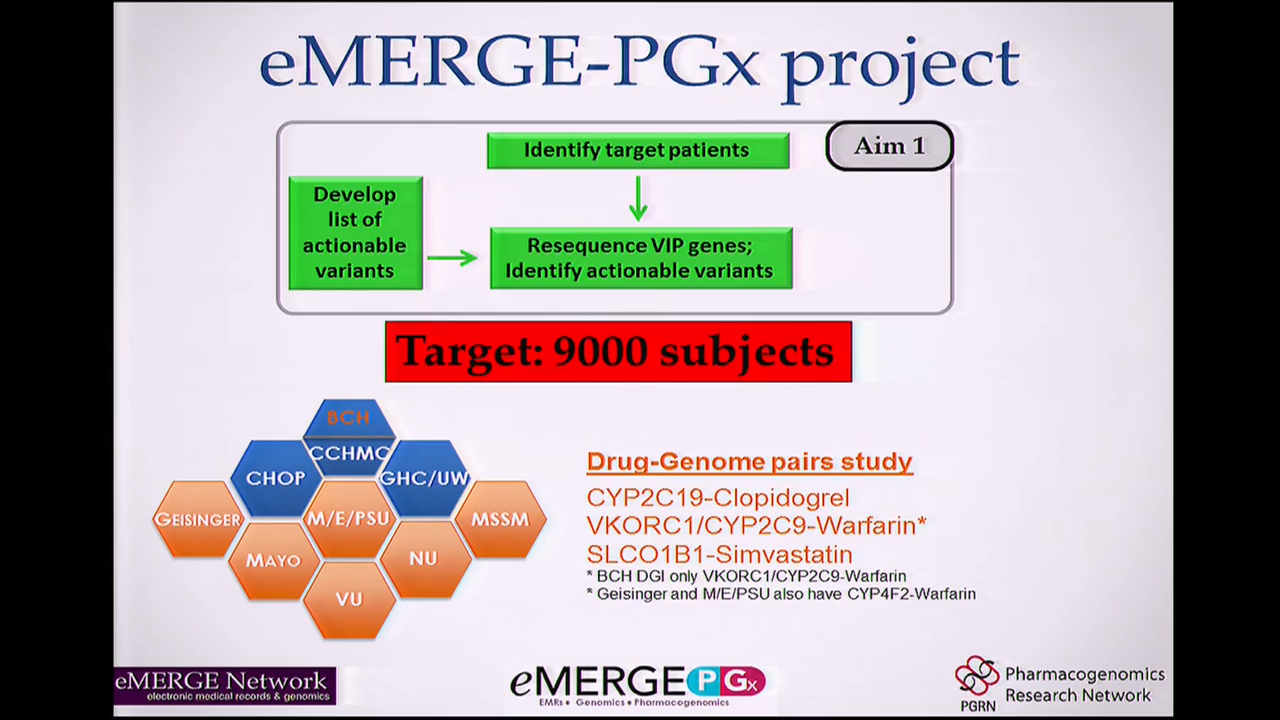 eMERGE-PGx project
Identify target patients
Aim 1
Develop
list of
actionable
variants
Resequence VIP genes;
Identify actionable variants
Target: 9000 subjects
BCH
CCHMC
CHOP
GHC/UW
GEISINGER
M/E/PSU
MSSM
MAYO
NU
VU
Drug-Genome pairs study
CYP2C19-Clopidogrel
VKORC1/CYP2C9-Warfarin*
SLCO1B1-Simvastatin
* BCH DGI only VKORC1/CYP2C9-Warfarin
* Geisinger and M/E/PSU also have CYP4F2-Warfarin
eMERGE Network
electronic medical records & genomics
eMERGE PGx
EMRs • Genomics • Pharmacogenomics
PGRN
Pharmacogenomics
Research Network